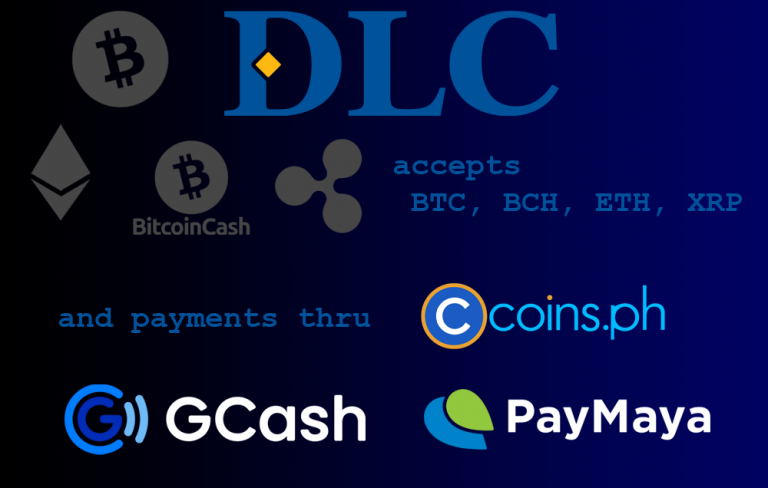 DLC
accepts
BTC, BCH, ETH, XRP
BitcoinCash
and payments thru
coins.ph
GCash
PayMaya